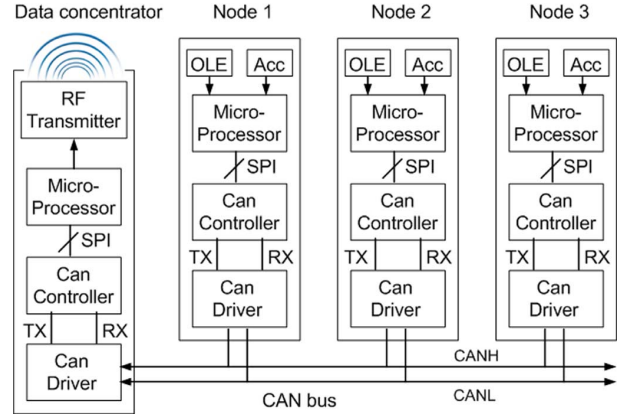 Data concentrator
Node 1
Node 2
Node 3
RF
Transmitter
Micro-
Processor
SPI
Can
Controller
TX
RX
Can
Driver
OLE
Acc
Micro-
Processor
SPI
Can
Controller
TX
RX
Can
Driver
OLE
Acc
Micro-
Processor
SPI
Can
Controller
TX
RX
Can
Driver
OLE
Acc
Micro-
Processor
SPI
Can
Controller
TX
RX
Can
Driver
CANH
CAN bus
CANL